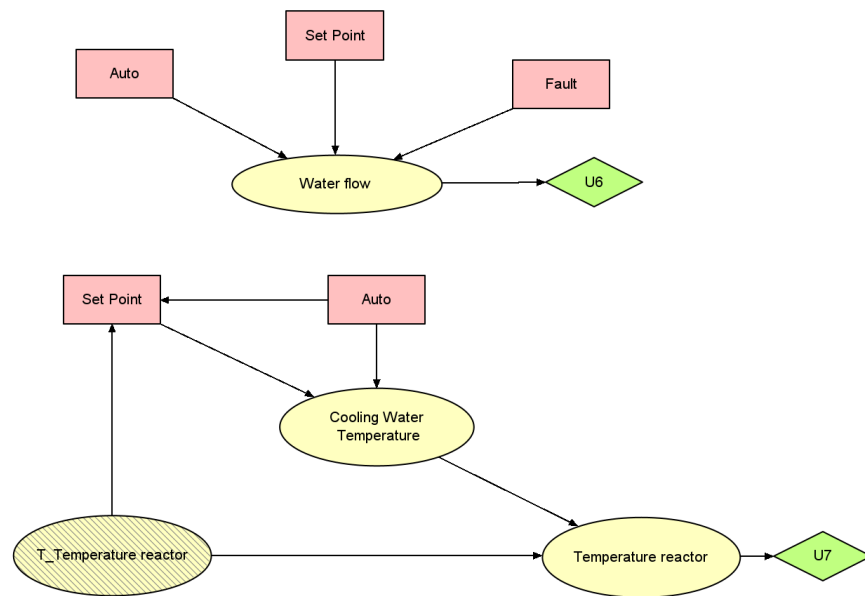 Set Point
Auto
Fault
Water flow
U6
Set Point
Auto
Cooling Water
Temperature
T_Temperature reactor
Temperature reactor
U7